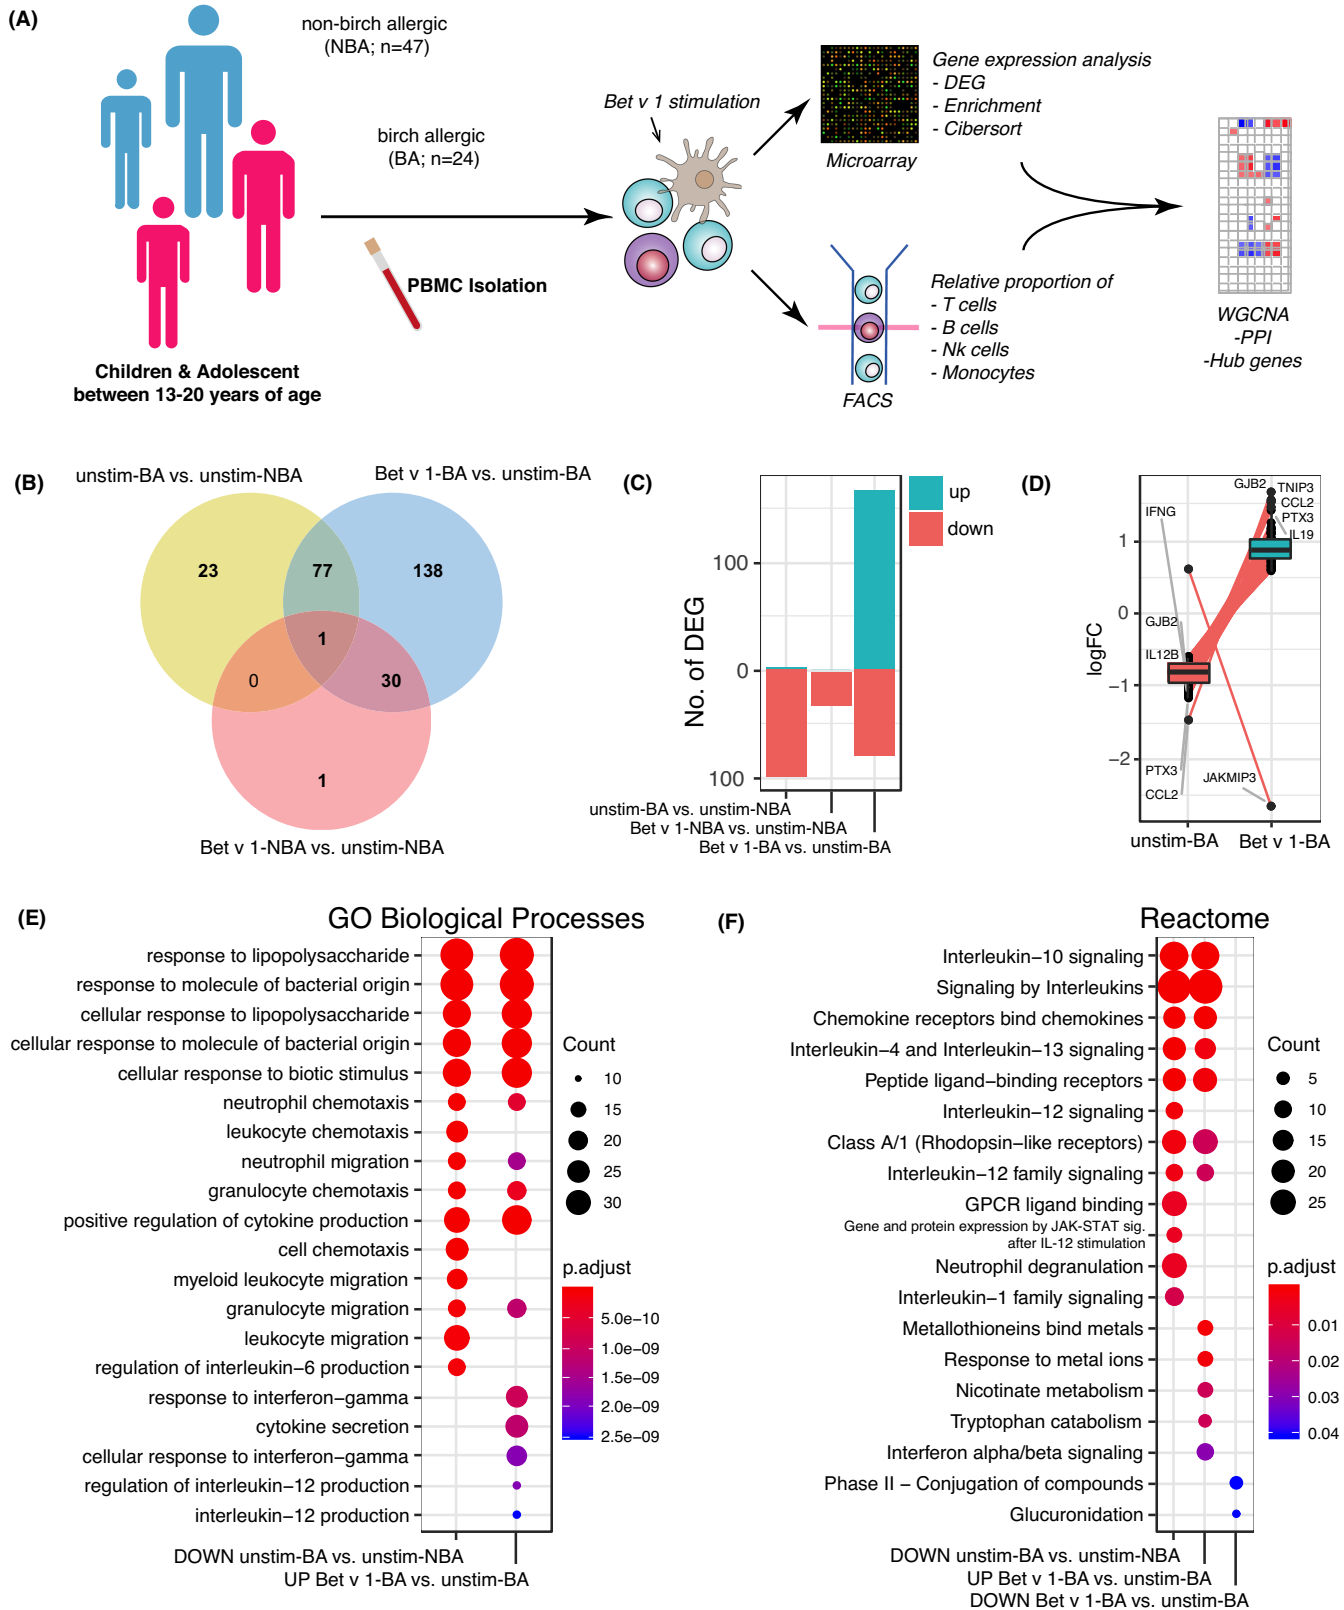 (A)
non-birch allergic
(NBA; n=47)
birch allergic
(BA; n=24)
PBMC Isolation
Children & Adolescent
between 13-20 years of age
Bet v 1 stimulation
Microarray
Gene expression analysis
- DEG
- Enrichment
- Cibersort
FACS
Relative proportion of
- T cells
- B cells
- Nk cells
- Monocytes
WGCNA
-PPI
-Hub genes
(B)
unstim-BA vs. unstim-NBA
Bet v 1-BA vs. unstim-BA
23
77
138
1
0
30
1
Bet v 1-NBA vs. unstim-NBA
(C)
No. of DEG
100
0
100
up
down
unstim-BA vs. unstim-NBA
Bet v 1-NBA vs. unstim-NBA
Bet v 1-BA vs. unstim-BA
(D)
logFC
1
0
−1
−2
IFNG
GJB2
IL12B
PTX3
CCL2
GJB2
TNIP3
CCL2
PTX3
IL19
JAKMIP3
unstim-BA
Bet v 1-BA
(E)
GO Biological Processes
response to lipopolysaccharide
response to molecule of bacterial origin
cellular response to lipopolysaccharide
cellular response to molecule of bacterial origin
cellular response to biotic stimulus
neutrophil chemotaxis
leukocyte chemotaxis
neutrophil migration
granulocyte chemotaxis
positive regulation of cytokine production
cell chemotaxis
myeloid leukocyte migration
granulocyte migration
leukocyte migration
regulation of interleukin−6 production
response to interferon−gamma
cytokine secretion
cellular response to interferon−gamma
regulation of interleukin−12 production
interleukin−12 production
DOWN unstim-BA vs. unstim-NBA
UP Bet v 1-BA vs. unstim-BA
Count
10
15
20
25
30
p.adjust
5.0e−10
1.0e−09
1.5e−09
2.0e−09
2.5e−09
(F)
Reactome
Interleukin−10 signaling
Signaling by Interleukins
Chemokine receptors bind chemokines
Interleukin−4 and Interleukin−13 signaling
Peptide ligand−binding receptors
Interleukin−12 signaling
Class A/1 (Rhodopsin−like receptors)
Interleukin−12 family signaling
GPCR ligand binding
Gene and protein expression by JAK-STAT sig.
after IL-12 stimulation
Neutrophil degranulation
Interleukin−1 family signaling
Metallothioneins bind metals
Response to metal ions
Nicotinate metabolism
Tryptophan catabolism
Interferon alpha/beta signaling
Phase II − Conjugation of compounds
Glucuronidation
DOWN unstim-BA vs. unstim-NBA
UP Bet v 1-BA vs. unstim-BA
DOWN Bet v 1-BA vs. unstim-BA
Count
5
10
15
20
25
p.adjust
0.01
0.02
0.03
0.04